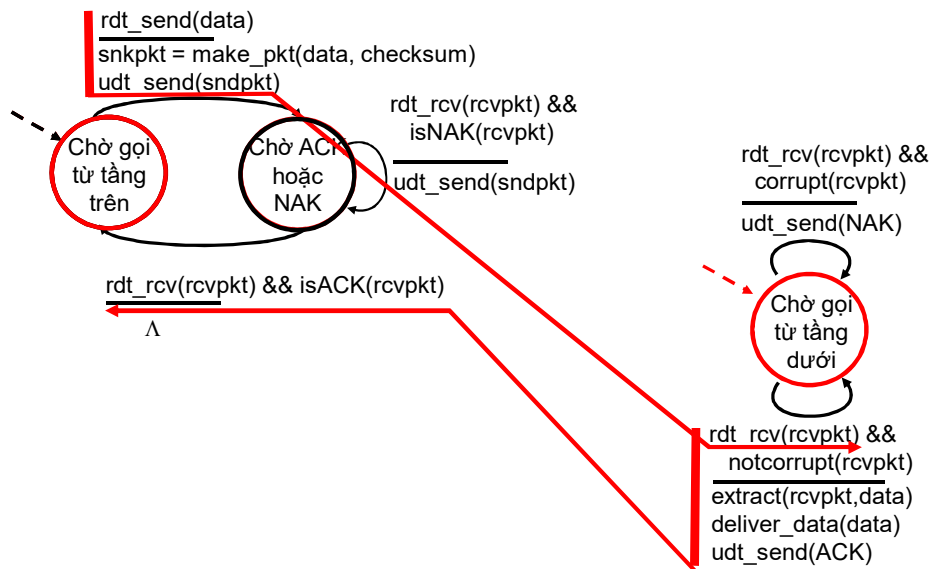 rdt_send(data)
snkpkt = make_pkt(data, checksum)
udt_send(sndpkt)
Chờ gọi
từ tầng
trên
Chờ ACK
hoặc
NAK
rdt_rcv(rcvpkt) &&
isNAK(rcvpkt)
udt_send(sndpkt)
rdt_rcv(rcvpkt) && isACK(rcvpkt)
Λ
rdt_rcv(rcvpkt) &&
corrupt(rcvpkt)
udt_send(NAK)
Chờ gọi
từ tầng
dưới
rdt_rcv(rcvpkt) &&
notcorrupt(rcvpkt)
extract(rcvpkt,data)
deliver_data(data)
udt_send(ACK)